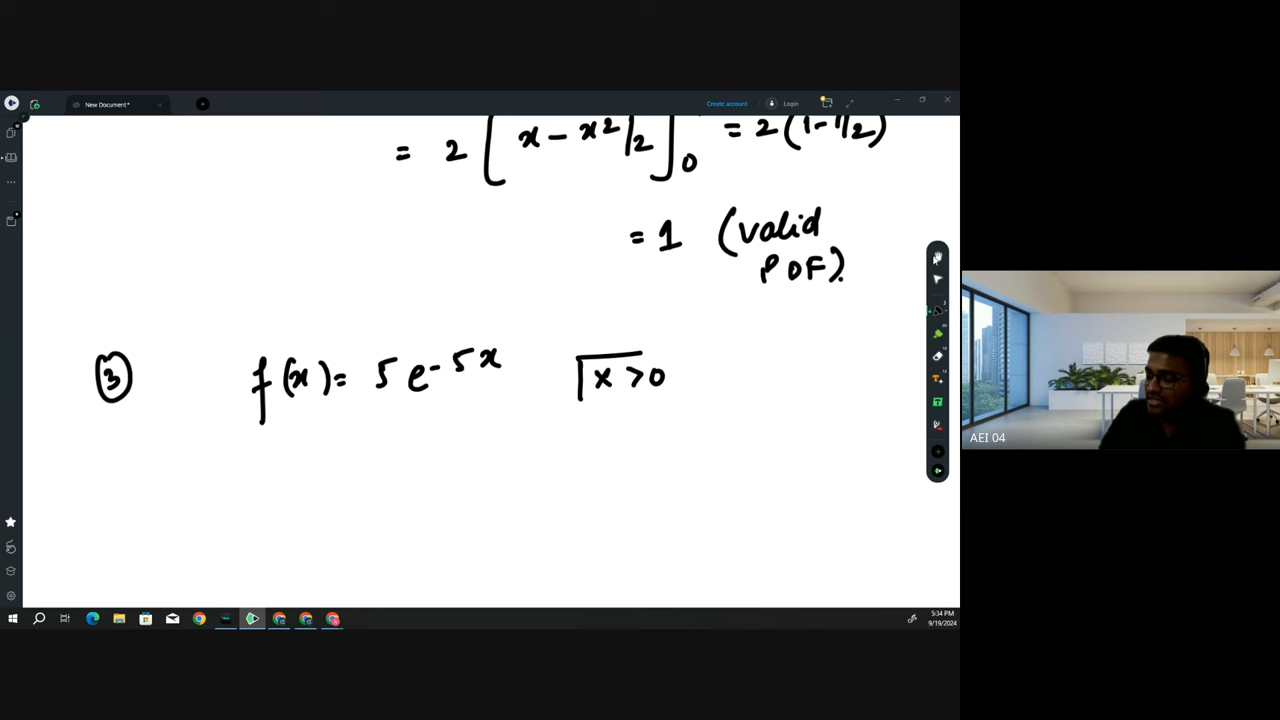 New Document*
Create account
Login
= 2 [ x - x2/2 ]0 = 2(1-1/2)
= 1 (valid
PDF).
③ f(x) = 5 e-5x x > 0
AEI 04
5:34 PM
9/19/2024